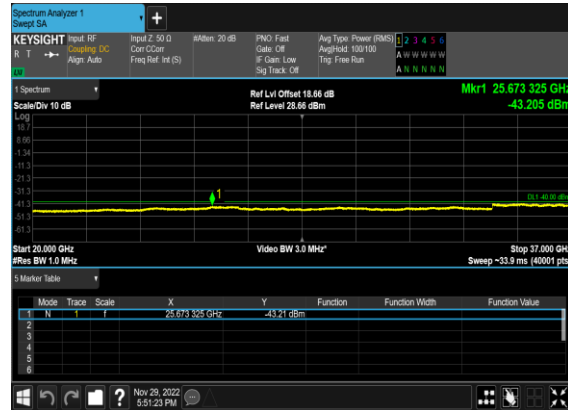 Spectrum Analyzer 1
Swept SA
+
KEYSIGHT
R T
LW
Input: RF
Coupling: DC
Align: Auto
Input Z: 50 Ω
Corr CCorr
Freq Ref: Int (S)
#Atten: 20 dB
PNO: Fast
Gate: Off
IF Gain: Low
Sig Track: Off
Avg Type: Power (RMS)
Avg|Hold: 100/100
Trig: Free Run
1 2 3 4 5 6
A W W W W W
A N N N N N
1 Spectrum
Scale/Div 10 dB
Ref Lvl Offset 18.66 dB
Ref Level 28.66 dBm
Mkr1 25.673 325 GHz
-43.205 dBm
Log
18.7
8.66
-1.34
-11.3
-21.3
-31.3
-41.3
-51.3
-61.3
1
Start 20.000 GHz
#Res BW 1.0 MHz
Video BW 3.0 MHz*
Stop 37.000 GHz
Sweep ~33.9 ms (40001 pts)
5 Marker Table
Mode Trace Scale X Y Function Function Width Function Value
1 N 1 f 25.673 325 GHz -43.21 dBm
2
3
4
5
6
?
Nov 29, 2022
5:51:23 PM